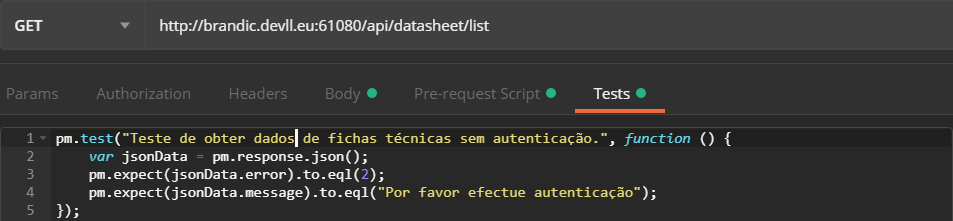 GET http://brandic.devll.eu:61080/api/datasheet/list
Params Authorization Headers Body Pre-request Script Tests
1 pm.test("Teste de obter dados de fichas técnicas sem autenticação.", function () {
2 var jsonData = pm.response.json();
3 pm.expect(jsonData.error).to.eql(2);
4 pm.expect(jsonData.message).to.eql("Por favor efectue autenticação");
5 });